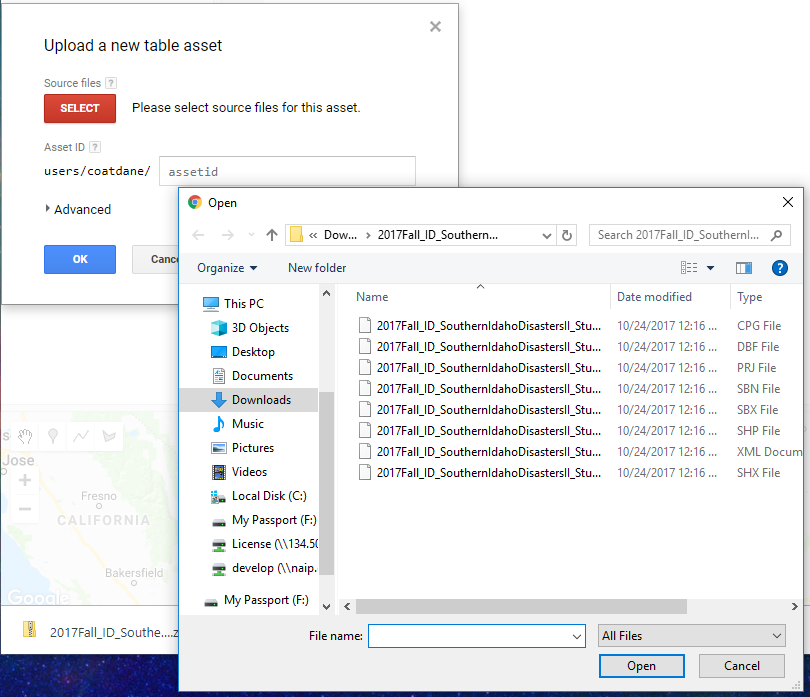 Upload a new table asset
Source files ?
SELECT Please select source files for this asset.
Asset ID ?
users/coatdane/ assetid
Advanced
OK Cance
Open
« Dow... › 2017Fall_ID_Southern... Search 2017Fall_ID_SouthernI...
Organize New folder ?
Name Date modified Type
This PC
3D Objects
Desktop
Documents
Downloads
Music
Pictures
Videos
Local Disk (C:)
My Passport (F:)
License (\\134.50
develop (\\naip.
My Passport (F:)
2017Fall_ID_SouthernIdahoDisastersII_Stu... 10/24/2017 12:16 ... CPG File
2017Fall_ID_SouthernIdahoDisastersII_Stu... 10/24/2017 12:16 ... DBF File
2017Fall_ID_SouthernIdahoDisastersII_Stu... 10/24/2017 12:16 ... PRJ File
2017Fall_ID_SouthernIdahoDisastersII_Stu... 10/24/2017 12:16 ... SBN File
2017Fall_ID_SouthernIdahoDisastersII_Stu... 10/24/2017 12:16 ... SBX File
2017Fall_ID_SouthernIdahoDisastersII_Stu... 10/24/2017 12:16 ... SHP File
2017Fall_ID_SouthernIdahoDisastersII_Stu... 10/24/2017 12:16 ... XML Docum
2017Fall_ID_SouthernIdahoDisastersII_Stu... 10/24/2017 12:16 ... SHX File
File name: All Files
Open Cancel
Jose
Fresno
CALIFORNIA
Bakersfield
Google
2017Fall_ID_Southe....z